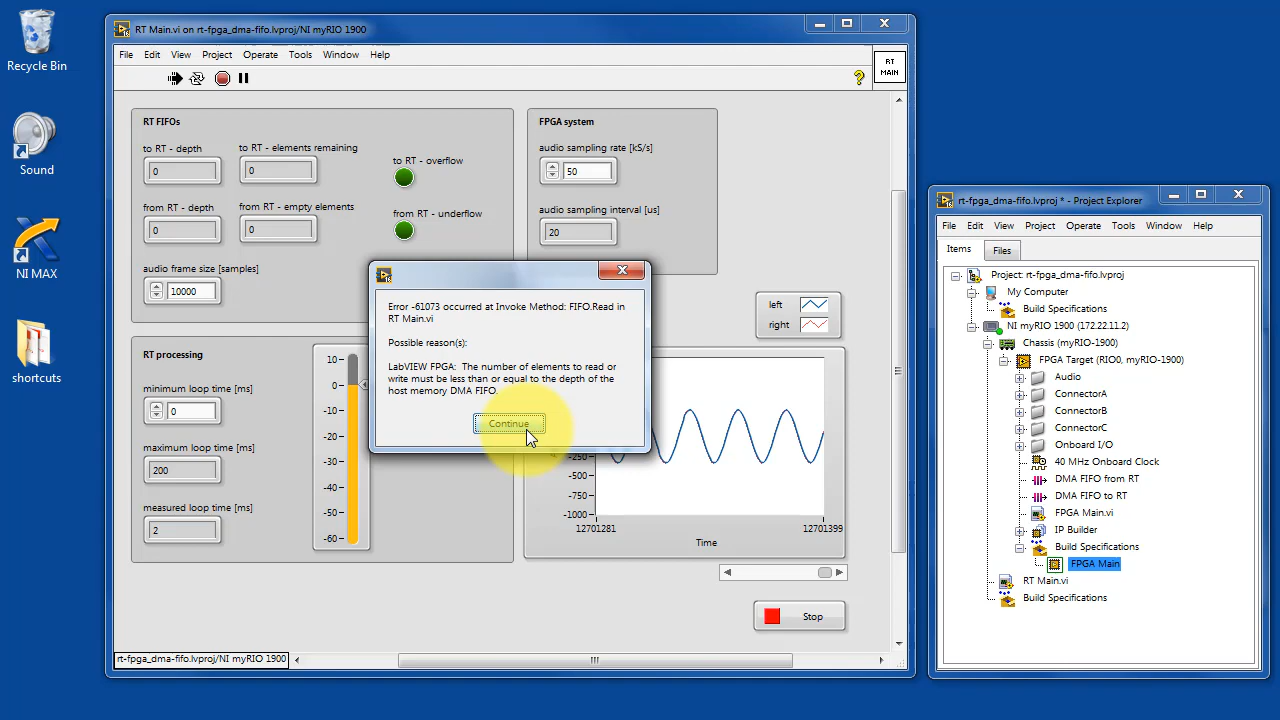 Recycle Bin
Sound
NI MAX
shortcuts
RT Main.vi on rt-fpga_dma-fifo.lvproj/NI myRIO 1900
File Edit View Project Operate Tools Window Help
?
RT
MAIN
RT FIFOs
to RT - depth
0
to RT - elements remaining
0
to RT - overflow
from RT - depth
0
from RT - empty elements
0
from RT - underflow
audio frame size [samples]
10000
FPGA system
audio sampling rate [kS/s]
50
audio sampling interval [us]
20
Error -61073 occurred at Invoke Method: FIFO.Read in
RT Main.vi
Possible reason(s):
LabVIEW FPGA:  The number of elements to read or
write must be less than or equal to the depth of the
host memory DMA FIFO.
Continue
RT processing
minimum loop time [ms]
0
maximum loop time [ms]
200
measured loop time [ms]
2
10
0
-10
-20
-30
-40
-50
-60
left
right
-250
-500
-750
-1000
12701281
12701399
Time
Stop
rt-fpga_dma-fifo.lvproj/NI myRIO 1900
rt-fpga_dma-fifo.lvproj * - Project Explorer
File Edit View Project Operate Tools Window Help
Items Files
Project: rt-fpga_dma-fifo.lvproj
My Computer
Build Specifications
NI myRIO 1900 (172.22.11.2)
Chassis (myRIO-1900)
FPGA Target (RIO0, myRIO-1900)
Audio
ConnectorA
ConnectorB
ConnectorC
Onboard I/O
40 MHz Onboard Clock
DMA FIFO from RT
DMA FIFO to RT
FPGA Main.vi
IP Builder
Build Specifications
FPGA Main
RT Main.vi
Build Specifications